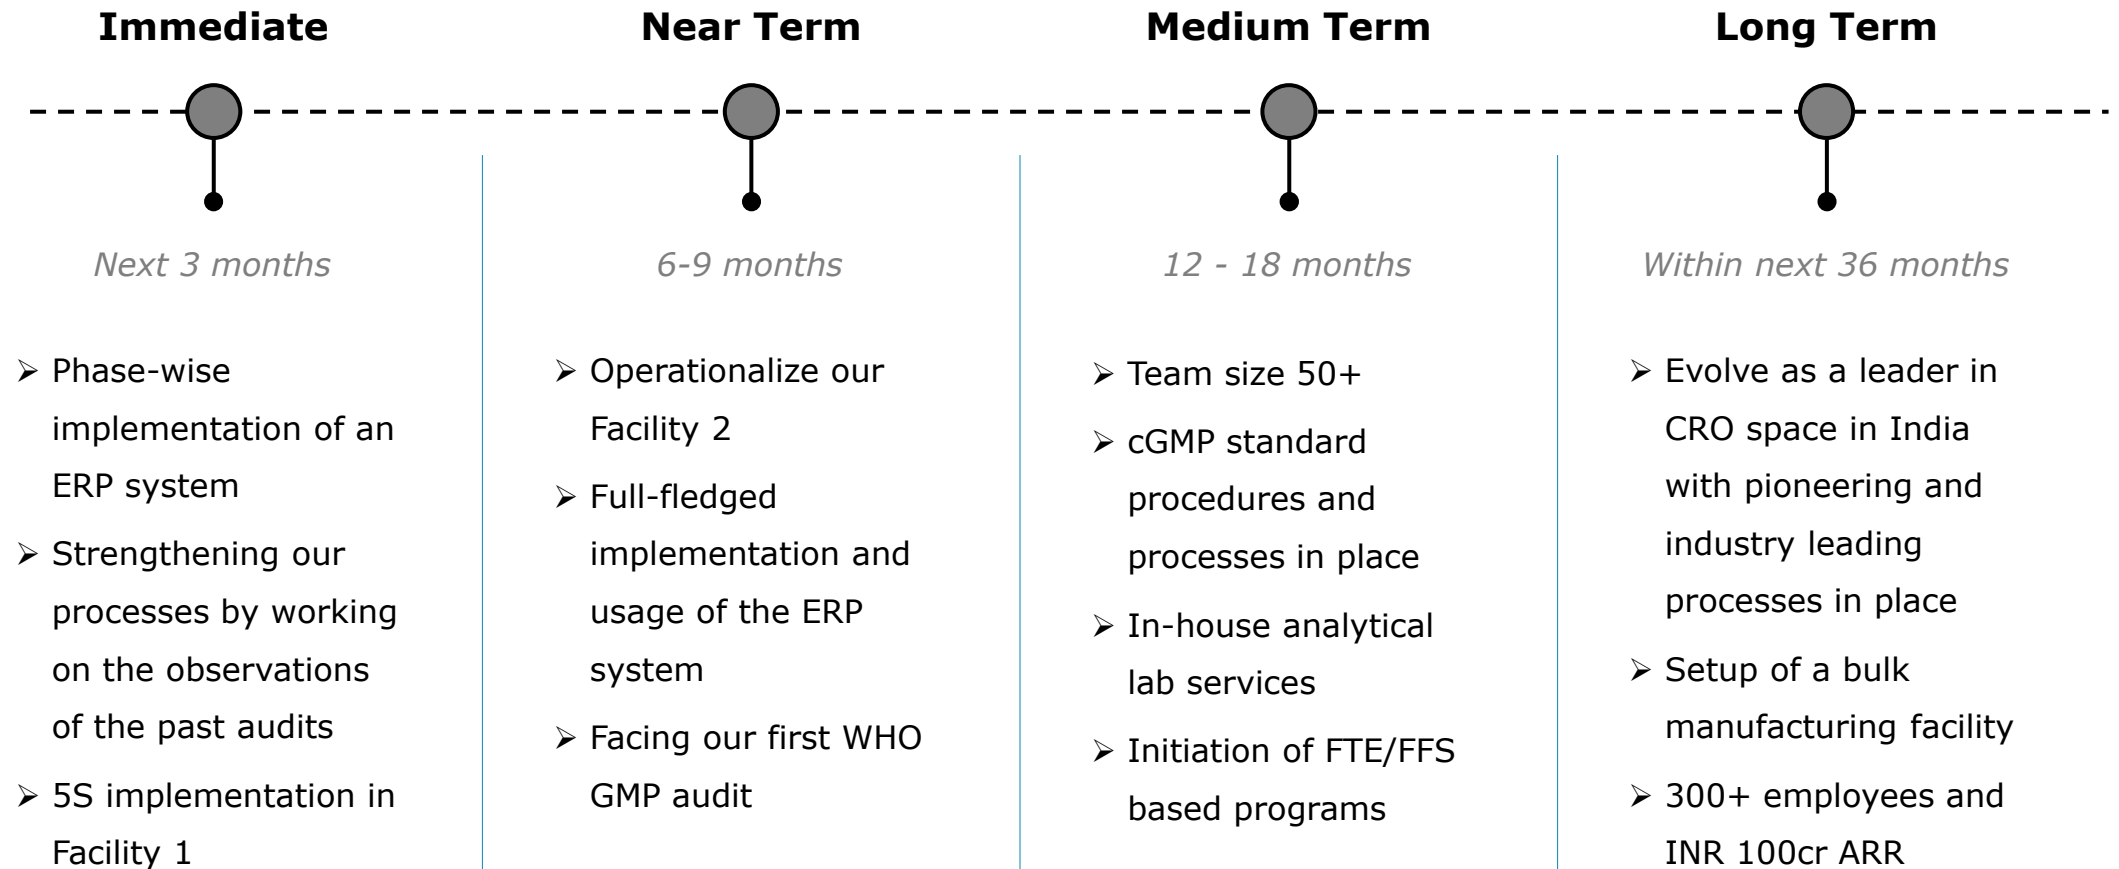 Immediate
Near Term
Medium Term
Long Term
Next 3 months
6-9 months
12 - 18 months
Within next 36 months
➢ Phase-wise
implementation of an
ERP system
➢ Strengthening our
processes by working
on the observations
of the past audits
➢ 5S implementation in
Facility 1
➢ Operationalize our
Facility 2
➢ Full-fledged
implementation and
usage of the ERP
system
➢ Facing our first WHO
GMP audit
➢ Team size 50+
➢ cGMP standard
procedures and
processes in place
➢ In-house analytical
lab services
➢ Initiation of FTE/FFS
based programs
➢ Evolve as a leader in
CRO space in India
with pioneering and
industry leading
processes in place
➢ Setup of a bulk
manufacturing facility
➢ 300+ employees and
INR 100cr ARR